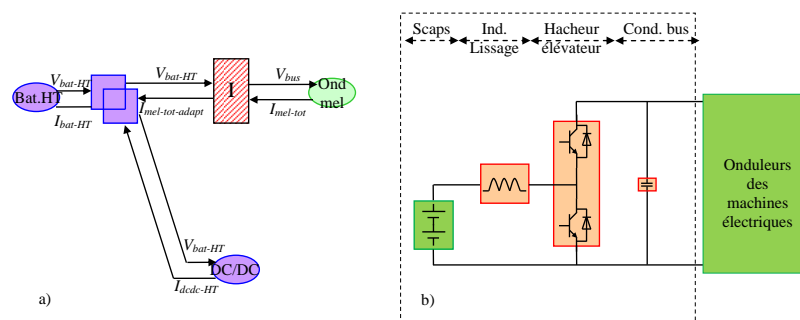 a)
Bat.HT
V_bat-HT
I_bat-HT
V_bat-HT
I_mel-tot-adapt
I
V_bus
I_mel-tot
Ond
mel
V_bat-HT
DC/DC
I_dcdc-HT
b)
Scaps
Ind.
Lissage
Hacheur
élévateur
Cond. bus
Onduleurs
des
machines
électriques